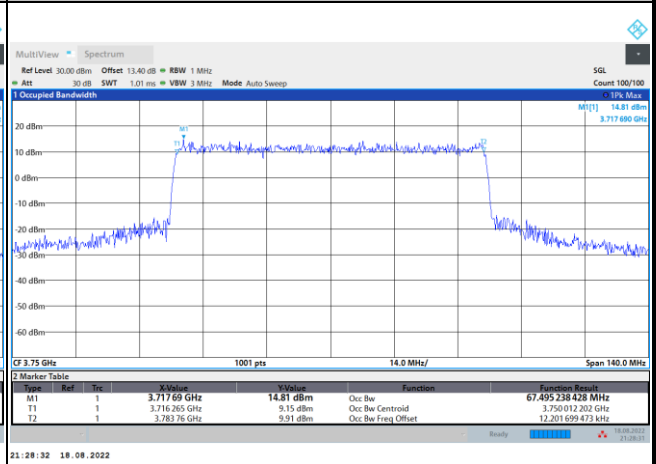 MultiView Spectrum
Ref Level 30.00 dBm Offset 13.40 dB RBW 1 MHz SGL
Att 30 dB SWT 1.01 ms VBW 3 MHz Mode Auto Sweep Count 100/100
1 Occupied Bandwidth 1Pk Max
M1[1] 14.81 dBm
3.717 690 GHz
20 dBm
M1
T1
T2
10 dBm
0 dBm
-10 dBm
-20 dBm
-30 dBm
-40 dBm
-50 dBm
-60 dBm
CF 3.75 GHz 1001 pts 14.0 MHz/ Span 140.0 MHz
2 Marker Table
Type Ref Trc X-Value Y-Value Function Function Result
M1 1 3.717 69 GHz 14.81 dBm Occ Bw 67.495 238 428 MHz
T1 1 3.716 265 GHz 9.15 dBm Occ Bw Centroid 3.750 012 202 GHz
T2 1 3.783 76 GHz 9.91 dBm Occ Bw Freq Offset 12.201 699 473 kHz
Ready 18.08.2022
21:28:31
21:28:32 18.08.2022